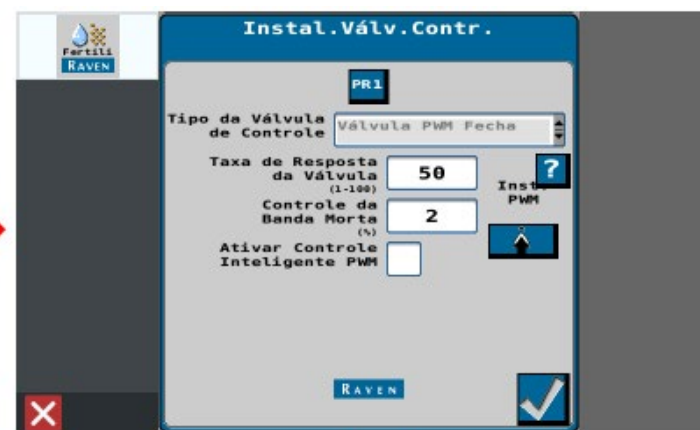 Instal.Válv.Contr.
Fertili
RAVEN
PR1
Tipo da Válvula
de Controle
Válvula PWM Fecha
Taxa de Resposta
da Válvula
(1-100)
50
?
Inst.
PWM
Controle da
Banda Morta
(%)
2
Ativar Controle
Inteligente PWM
RAVEN